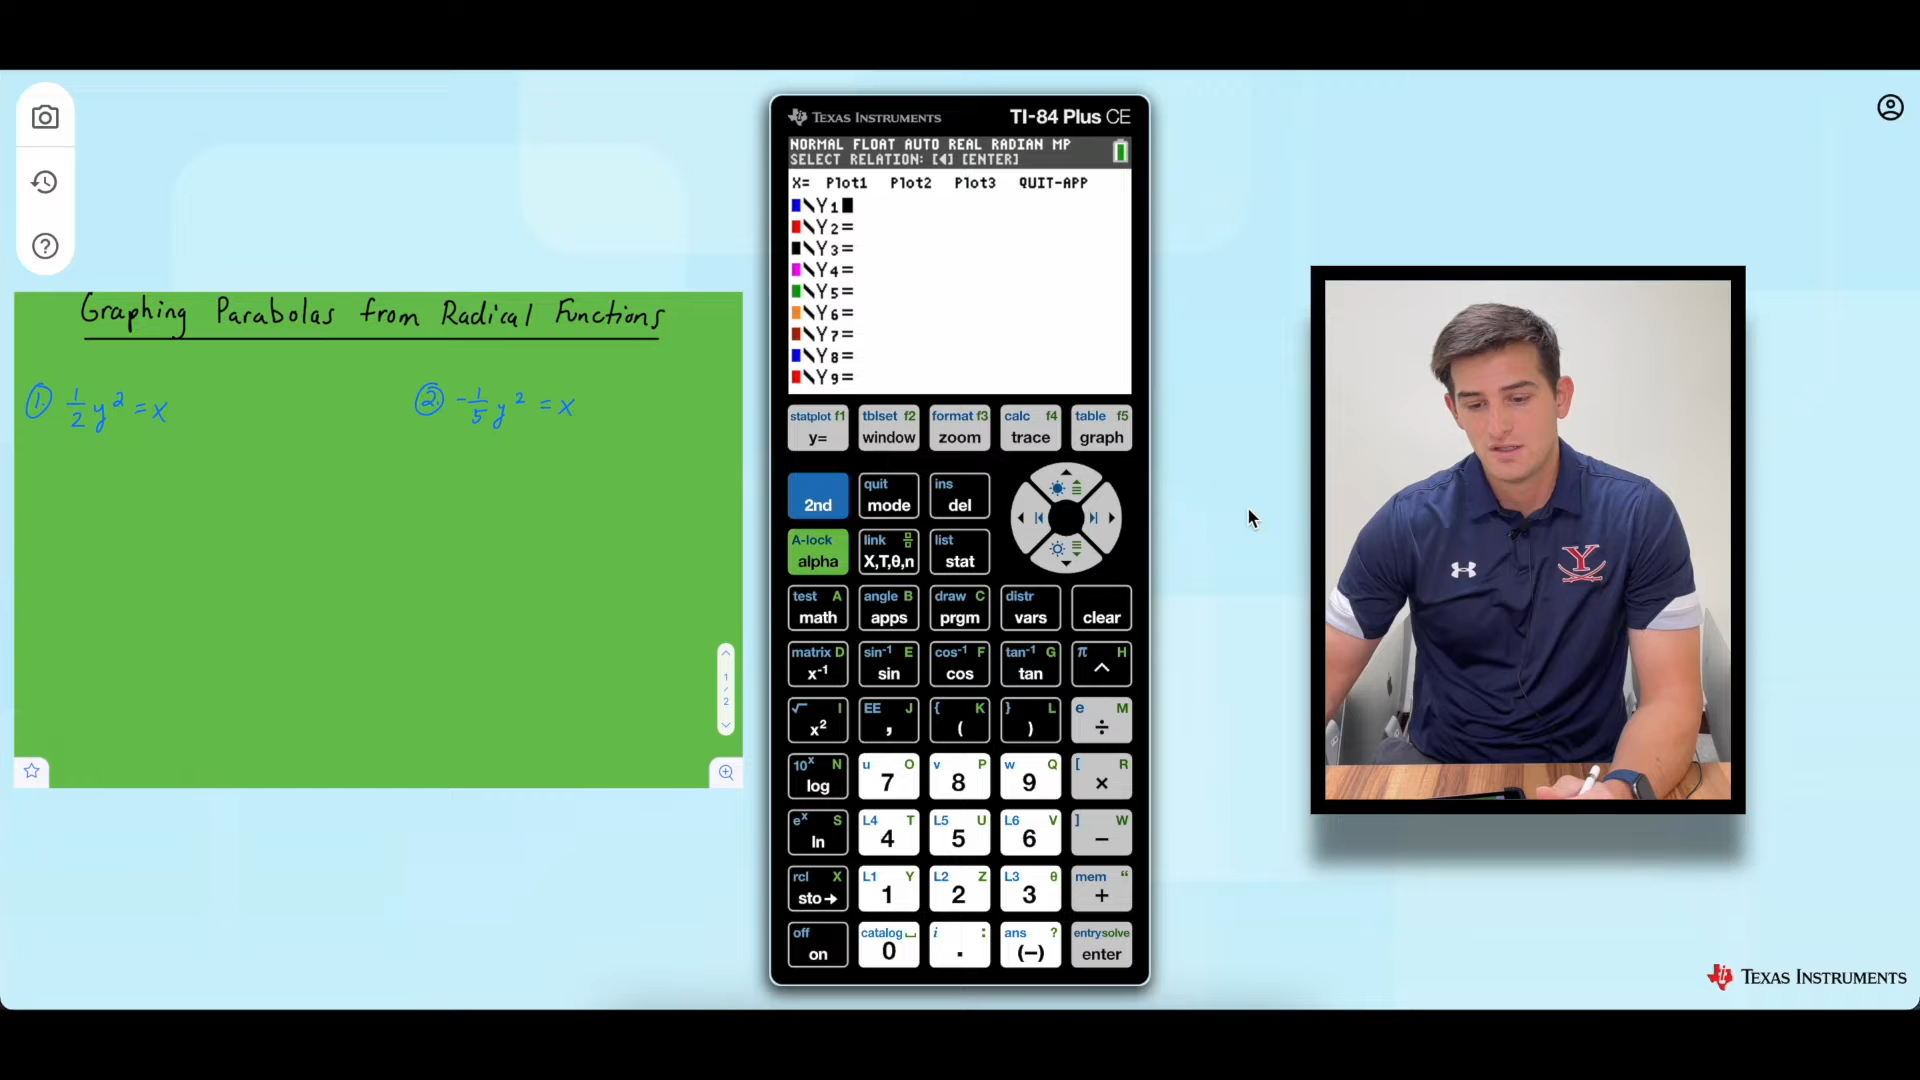 TEXAS INSTRUMENTS TI-84 Plus CE
NORMAL FLOAT AUTO REAL RADIAN MP
SELECT RELATION: [◂] [ENTER]
X= Plot1 Plot2 Plot3 QUIT-APP
\Y1
\Y2=
\Y3=
\Y4=
\Y5=
\Y6=
\Y7=
\Y8=
\Y9=
Graphing Parabolas from Radical Functions
① 1/2 y² = x
② -1/5 y² = x
1 / 2
statplot f1 tblset f2 format f3 calc f4 table f5
y= window zoom trace graph
quit ins
2nd mode del
A-lock link list
alpha X,T,θ,n stat
test A angle B draw C distr
math apps prgm vars clear
matrix D sin⁻¹ E cos⁻¹ F tan⁻¹ G π H
x⁻¹ sin cos tan ^
√ I EE J { K } L e M
x² , ( ) ÷
10ˣ N u O v P w Q [ R
log 7 8 9 ×
eˣ S L4 T L5 U L6 V ] W
ln 4 5 6 −
rcl X L1 Y L2 Z L3 θ mem “
sto→ 1 2 3 +
off catalog i : ans ? entry solve
on 0 . (−) enter
Y
TEXAS INSTRUMENTS